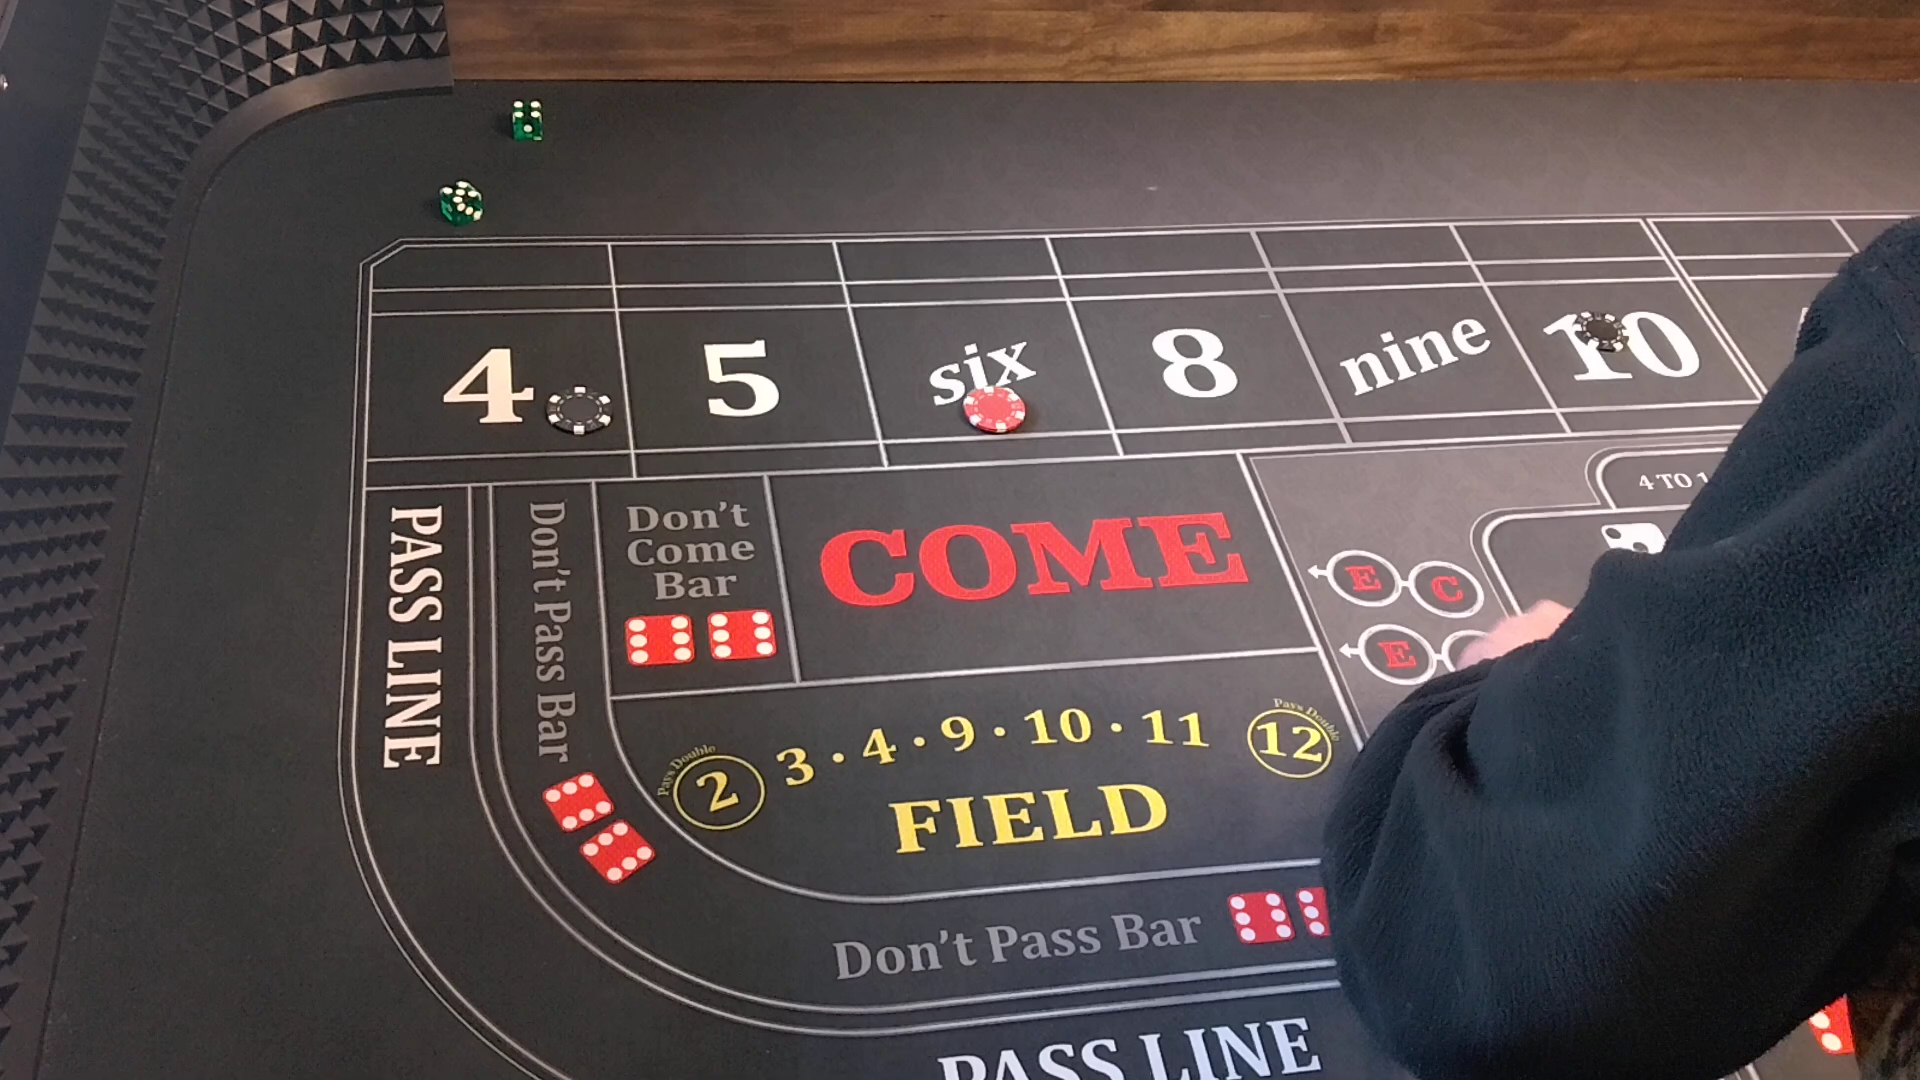 4 5 six 8 nine 10
4 TO 1
PASS LINE
Don't Pass Bar
Don't
Come
Bar
COME
E C
E
Pays Double
2 3 · 4 · 9 · 10 · 11 12
Pays Double
FIELD
Don't Pass Bar
PASS LINE